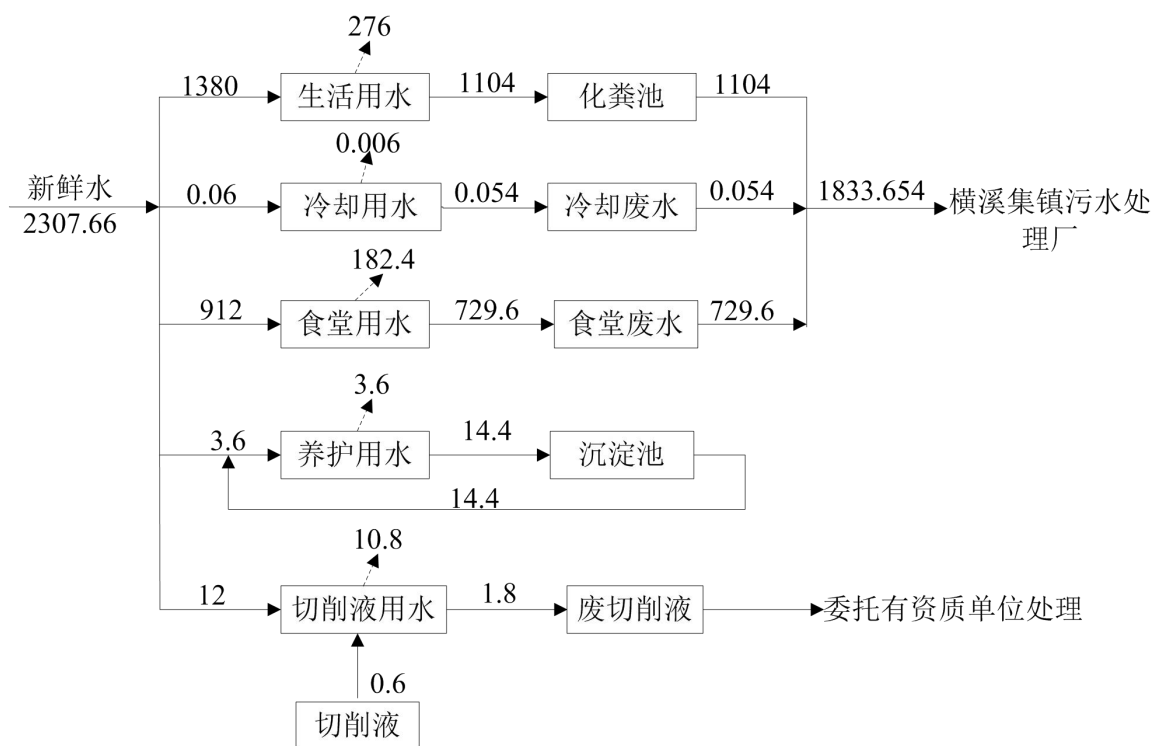 276
1380
生活用水
1104
化粪池
1104
0.006
新鲜水
2307.66
0.06
冷却用水
0.054
冷却废水
0.054
1833.654
横溪集镇污水处
理厂
182.4
912
食堂用水
729.6
食堂废水
729.6
3.6
3.6
养护用水
14.4
沉淀池
14.4
10.8
12
切削液用水
1.8
废切削液
委托有资质单位处理
0.6
切削液